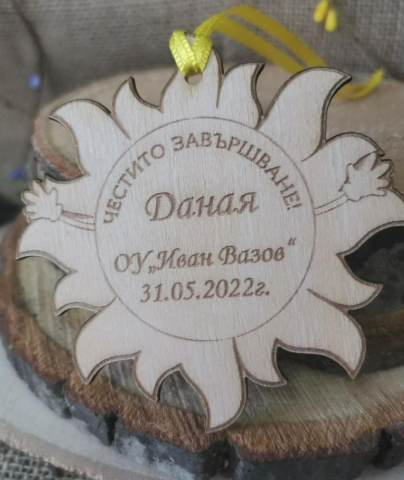 ЧЕСТИТО ЗАВЪРШВАНЕ!
Даная
ОУ „Иван Вазов“
31.05.2022г.